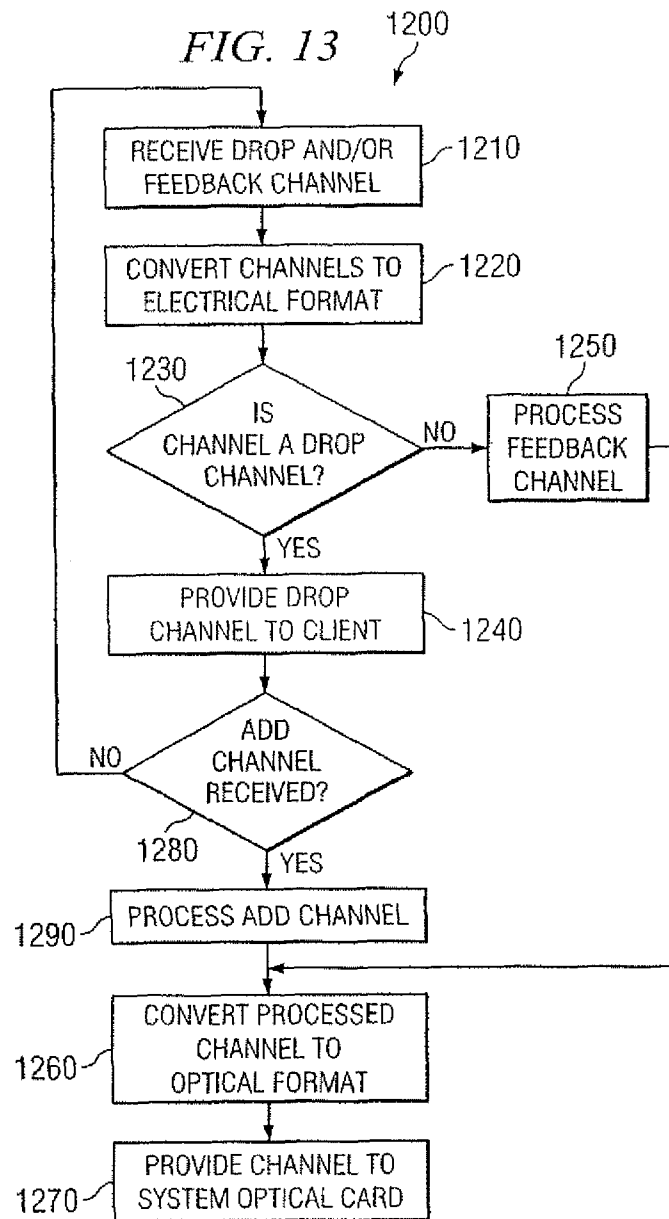 FIG. 13
1200
RECEIVE DROP AND/OR
FEEDBACK CHANNEL
1210
CONVERT CHANNELS TO
ELECTRICAL FORMAT
1220
1230
IS
CHANNEL A DROP
CHANNEL?
NO
1250
PROCESS
FEEDBACK
CHANNEL
YES
PROVIDE DROP
CHANNEL TO CLIENT
1240
ADD
CHANNEL
RECEIVED?
NO
1280
YES
PROCESS ADD CHANNEL
1290
CONVERT PROCESSED
CHANNEL TO
OPTICAL FORMAT
1260
PROVIDE CHANNEL TO
SYSTEM OPTICAL CARD
1270